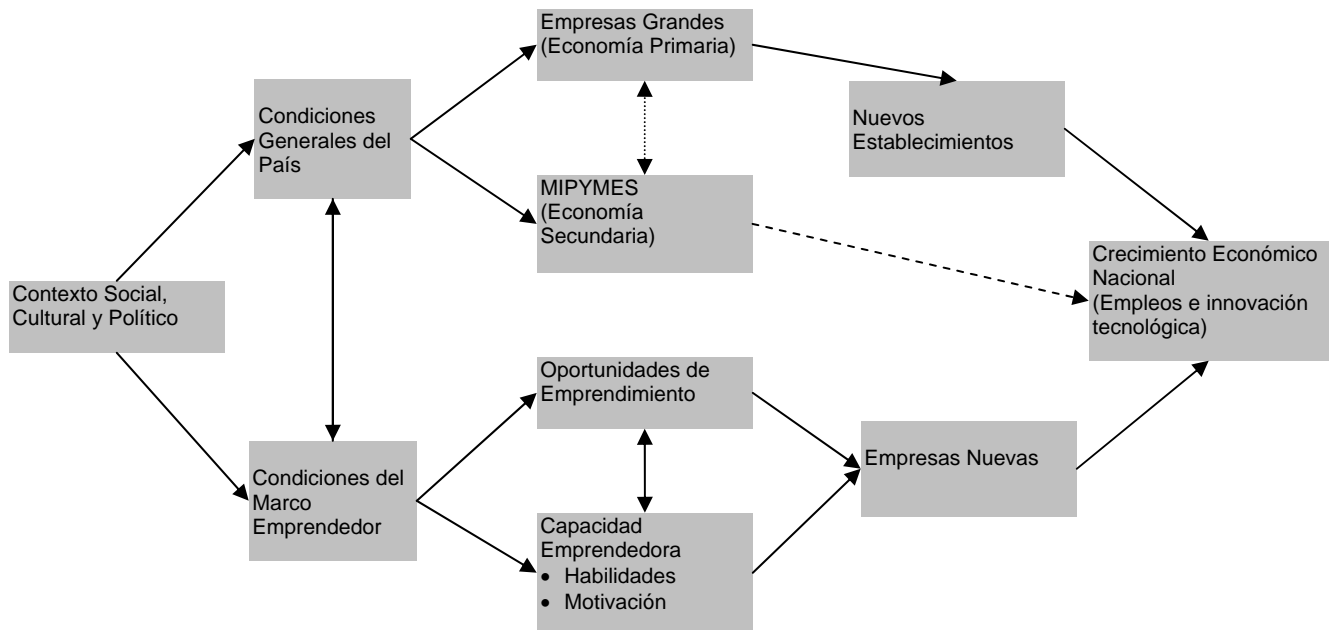 Empresas Grandes
(Economía Primaria)
Condiciones
Generales del
País
Nuevos
Establecimientos
MIPYMES
(Economía
Secundaria)
Contexto Social,
Cultural y Político
Crecimiento Económico
Nacional
(Empleos e innovación
tecnológica)
Oportunidades de
Emprendimiento
Condiciones del
Marco
Emprendedor
Empresas Nuevas
Capacidad
Emprendedora
• Habilidades
• Motivación